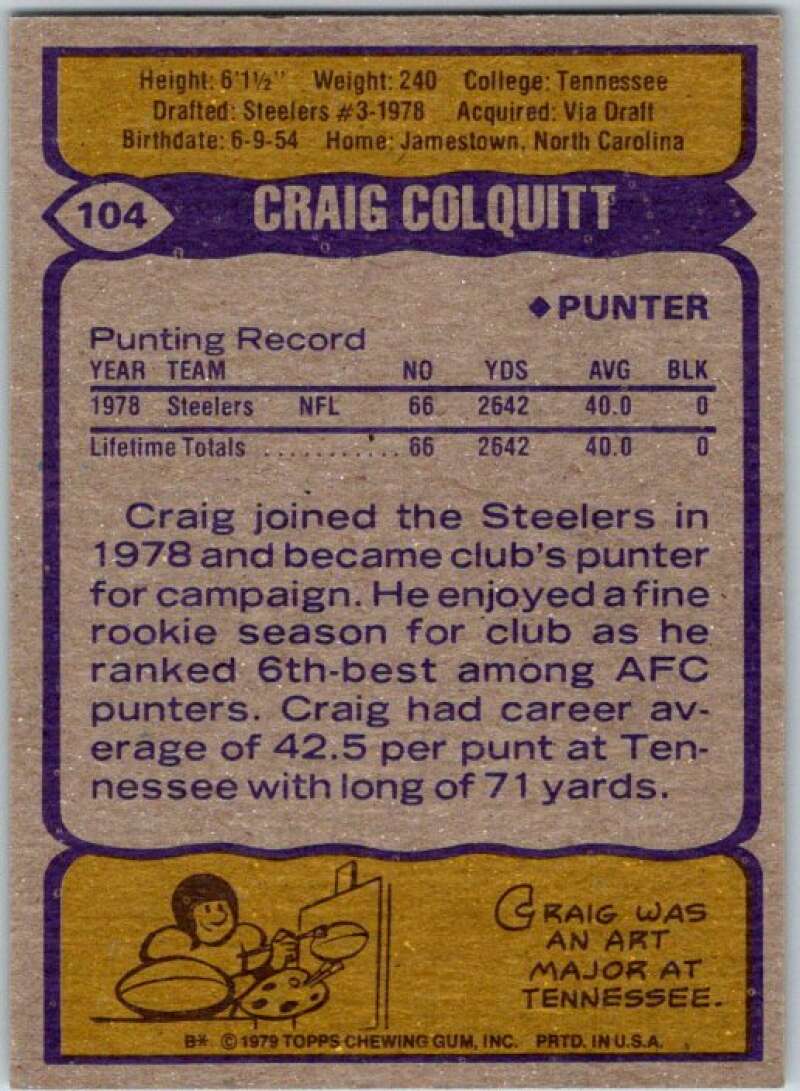 Height: 6'1½" Weight: 240 College: Tennessee
Drafted: Steelers #3-1978 Acquired: Via Draft
Birthdate: 6-9-54 Home: Jamestown, North Carolina
104 CRAIG COLQUITT
◆ PUNTER
Punting Record
YEAR TEAM NO YDS AVG BLK
1978 Steelers NFL 66 2642 40.0 0
Lifetime Totals ........... 66 2642 40.0 0
Craig joined the Steelers in
1978 and became club's punter
for campaign. He enjoyed a fine
rookie season for club as he
ranked 6th-best among AFC
punters. Craig had career av-
erage of 42.5 per punt at Ten-
nessee with long of 71 yards.
CRAIG WAS
AN ART
MAJOR AT
TENNESSEE.
B* ©1979 TOPPS CHEWING GUM, INC. PRTD. IN U.S.A.